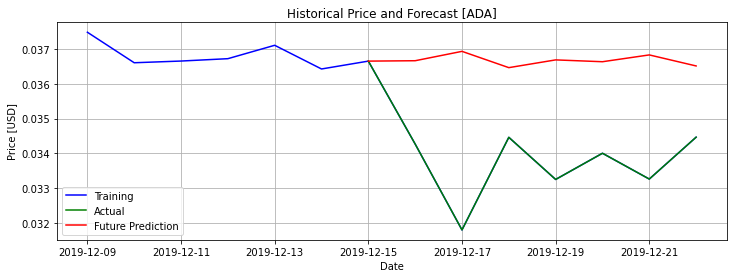 Historical Price and Forecast [ADA]
Price [USD]
0.037
0.036
0.035
0.034
0.033
0.032
Training
Actual
Future Prediction
2019-12-09 2019-12-11 2019-12-13 2019-12-15 2019-12-17 2019-12-19 2019-12-21
Date